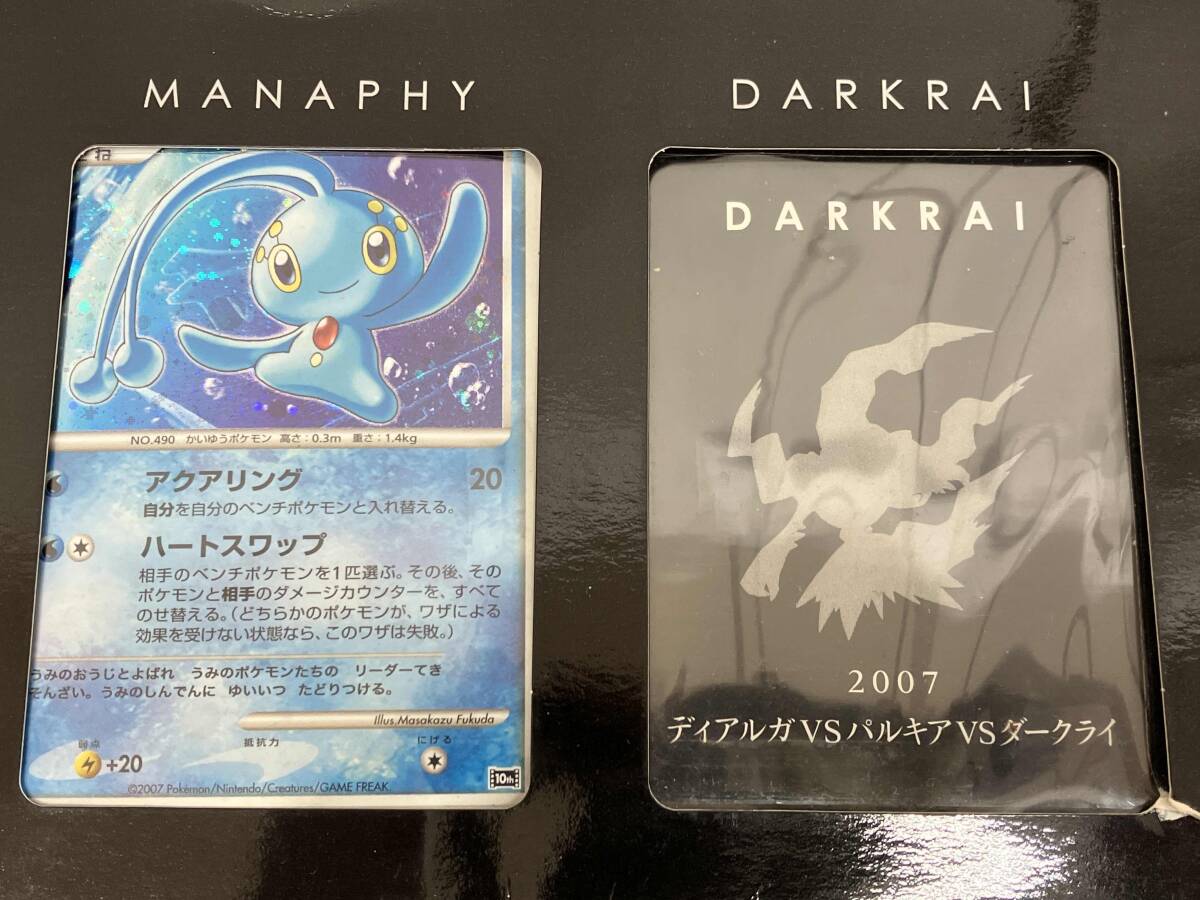 MANAPHY
DARKRAI
NO.490 かいゆうポケモン 高さ:0.3m 重さ:1.4kg
アクアリング 20
自分を自分のベンチポケモンと入れ替える。
ハートスワップ
相手のベンチポケモンを1匹選ぶ。その後、その
ポケモンと相手のダメージカウンターを、すべて
のせ替える。(どちらかのポケモンが、ワザによる
効果を受けない状態なら、このワザは失敗。)
うみのおうじとよばれ うみのポケモンたちの リーダーてき
そんざい。うみのしんでんに ゆいいつ たどりつける。
Illus.Masakazu Fukuda
弱点 抵抗力 にげる
+20
©2007 Pokémon/Nintendo/Creatures/GAME FREAK.
10th
DARKRAI
2007
ディアルガVSパルキアVSダークライ